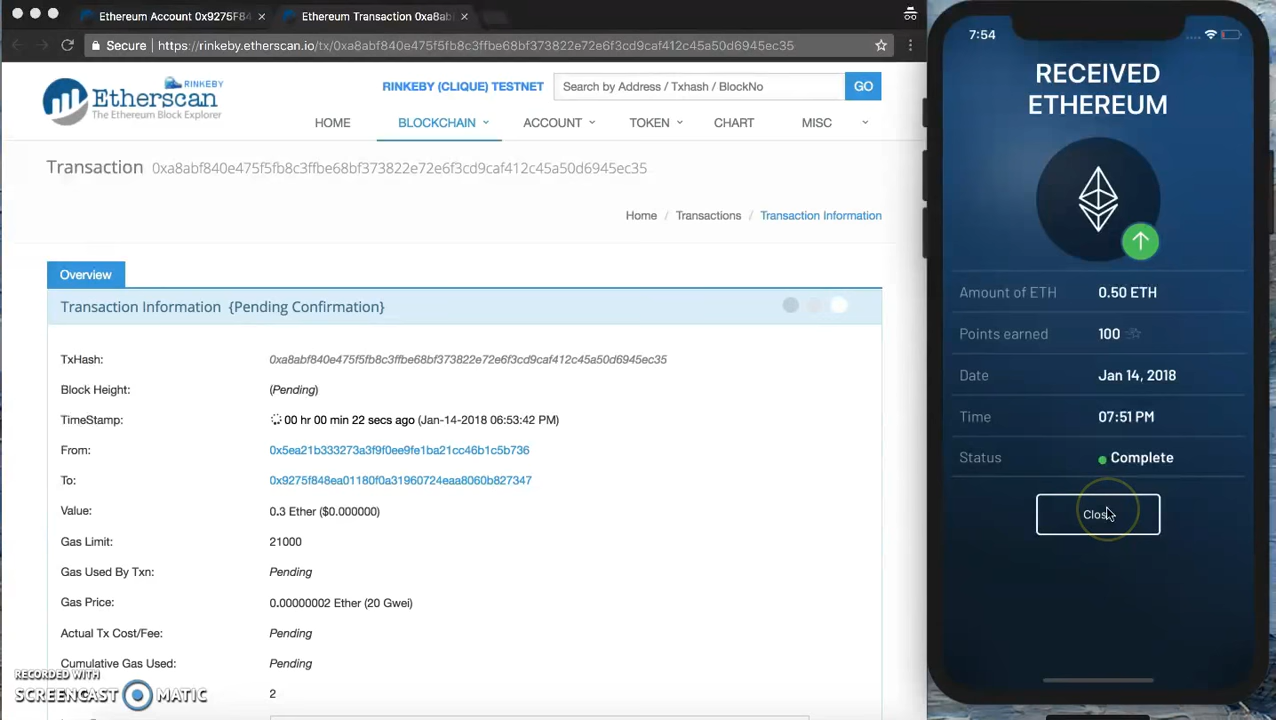 Ethereum Account 0x9275F84
Ethereum Transaction 0xa8ab
Secure
https://rinkeby.etherscan.io/tx/0xa8abf840e475f5fb8c3ffbe68bf373822e72e6f3cd9caf412c45a50d6945ec35
RINKEBY
Etherscan
The Ethereum Block Explorer
RINKEBY (CLIQUE) TESTNET
Search by Address / Txhash / BlockNo
GO
HOME BLOCKCHAIN ACCOUNT TOKEN CHART MISC
Transaction 0xa8abf840e475f5fb8c3ffbe68bf373822e72e6f3cd9caf412c45a50d6945ec35
Home / Transactions / Transaction Information
Overview
Transaction Information {Pending Confirmation}
TxHash: 0xa8abf840e475f5fb8c3ffbe68bf373822e72e6f3cd9caf412c45a50d6945ec35
Block Height: (Pending)
TimeStamp: 00 hr 00 min 22 secs ago (Jan-14-2018 06:53:42 PM)
From: 0x5ea21b333273a3f9f0ee9fe1ba21cc46b1c5b736
To: 0x9275f848ea01180f0a31960724eaa8060b827347
Value: 0.3 Ether ($0.000000)
Gas Limit: 21000
Gas Used By Txn: Pending
Gas Price: 0.00000002 Ether (20 Gwei)
Actual Tx Cost/Fee: Pending
Cumulative Gas Used: Pending
2
RECORDED WITH
SCREENCAST MATIC
7:54
RECEIVED
ETHEREUM
Amount of ETH 0.50 ETH
Points earned 100
Date Jan 14, 2018
Time 07:51 PM
Status Complete
Close